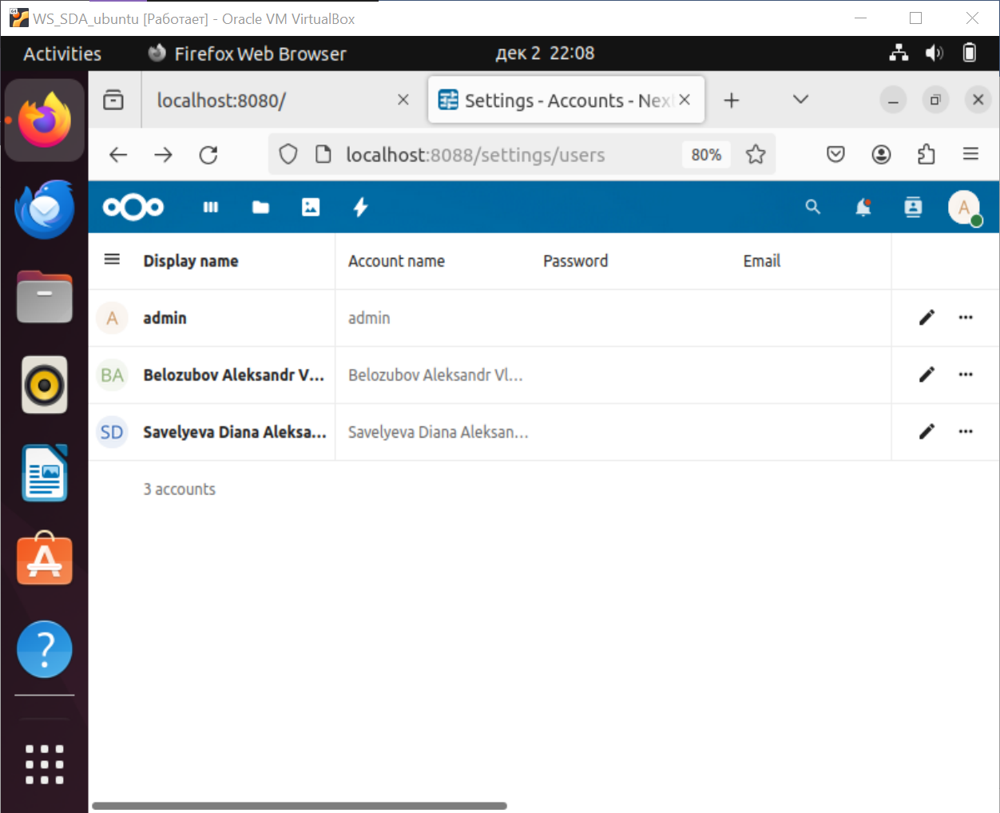 WS_SDA_ubuntu [Работает] - Oracle VM VirtualBox
Activities Firefox Web Browser дек 2 22:08
localhost:8080/ Settings - Accounts - Nex
localhost:8088/settings/users 80%
A
Display name Account name Password Email
A admin admin
BA Belozubov Aleksandr V... Belozubov Aleksandr Vl...
SD Savelyeva Diana Aleksa... Savelyeva Diana Aleksan...
3 accounts